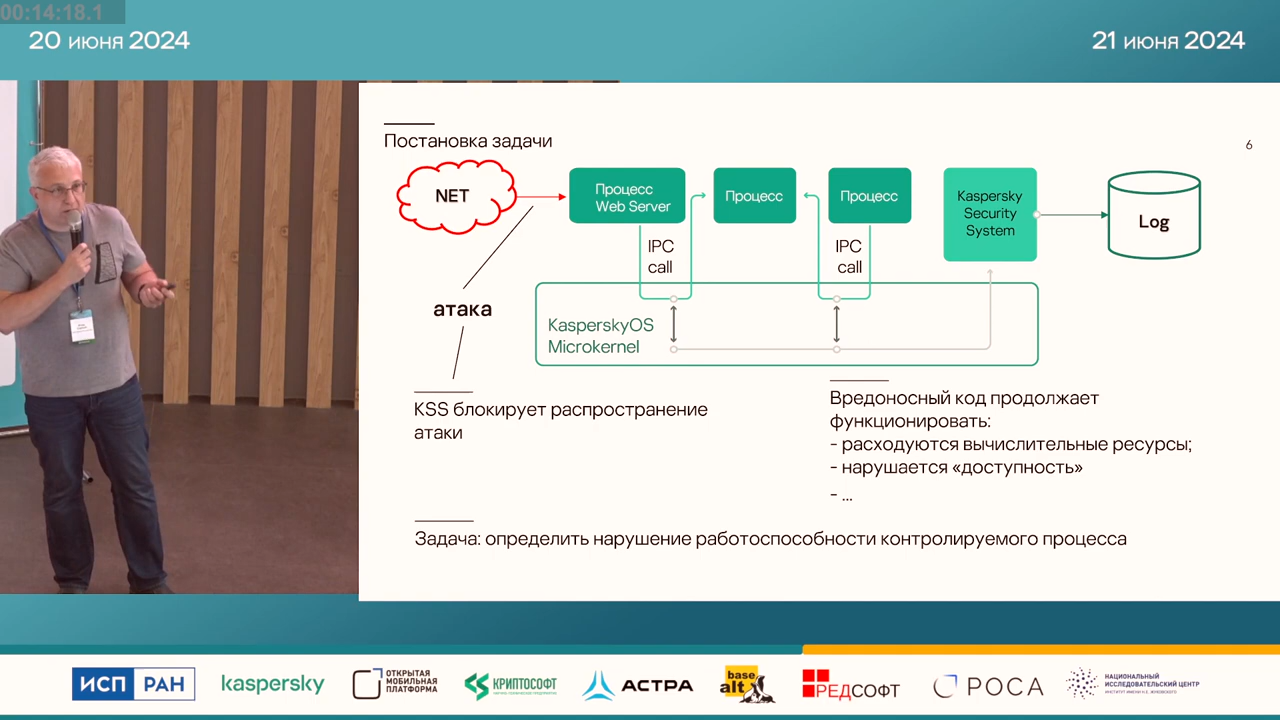 00:14:18.1
20 июня 2024
21 июня 2024
Постановка задачи
6
NET
Процесс
Web Server
Процесс
Процесс
Kaspersky
Security
System
Log
IPC
call
IPC
call
атака
KasperskyOS
Microkernel
KSS блокирует распространение
атаки
Вредоносный код продолжает
функционировать:
- расходуются вычислительные ресурсы;
- нарушается «доступность»
- ...
Задача: определить нарушение работоспособности контролируемого процесса
ИСП РАН
kaspersky
ОТКРЫТАЯ
МОБИЛЬНАЯ
ПЛАТФОРМА
КРИПТОСОФТ
АСТРА
base
alt
РЕДСОФТ
РОСА
НАЦИОНАЛЬНЫЙ
ИССЛЕДОВАТЕЛЬСКИЙ ЦЕНТР